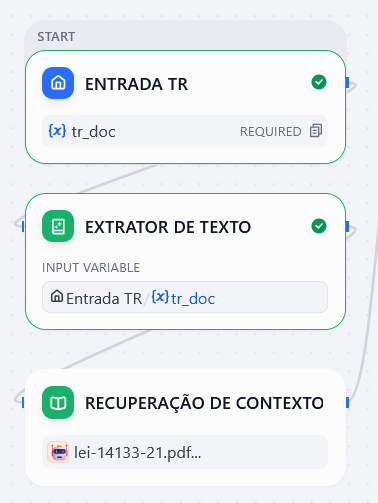 START
ENTRADA TR
{x} tr_doc REQUIRED
EXTRATOR DE TEXTO
INPUT VARIABLE
Entrada TR / {x} tr_doc
RECUPERAÇÃO DE CONTEXTO
lei-14133-21.pdf...